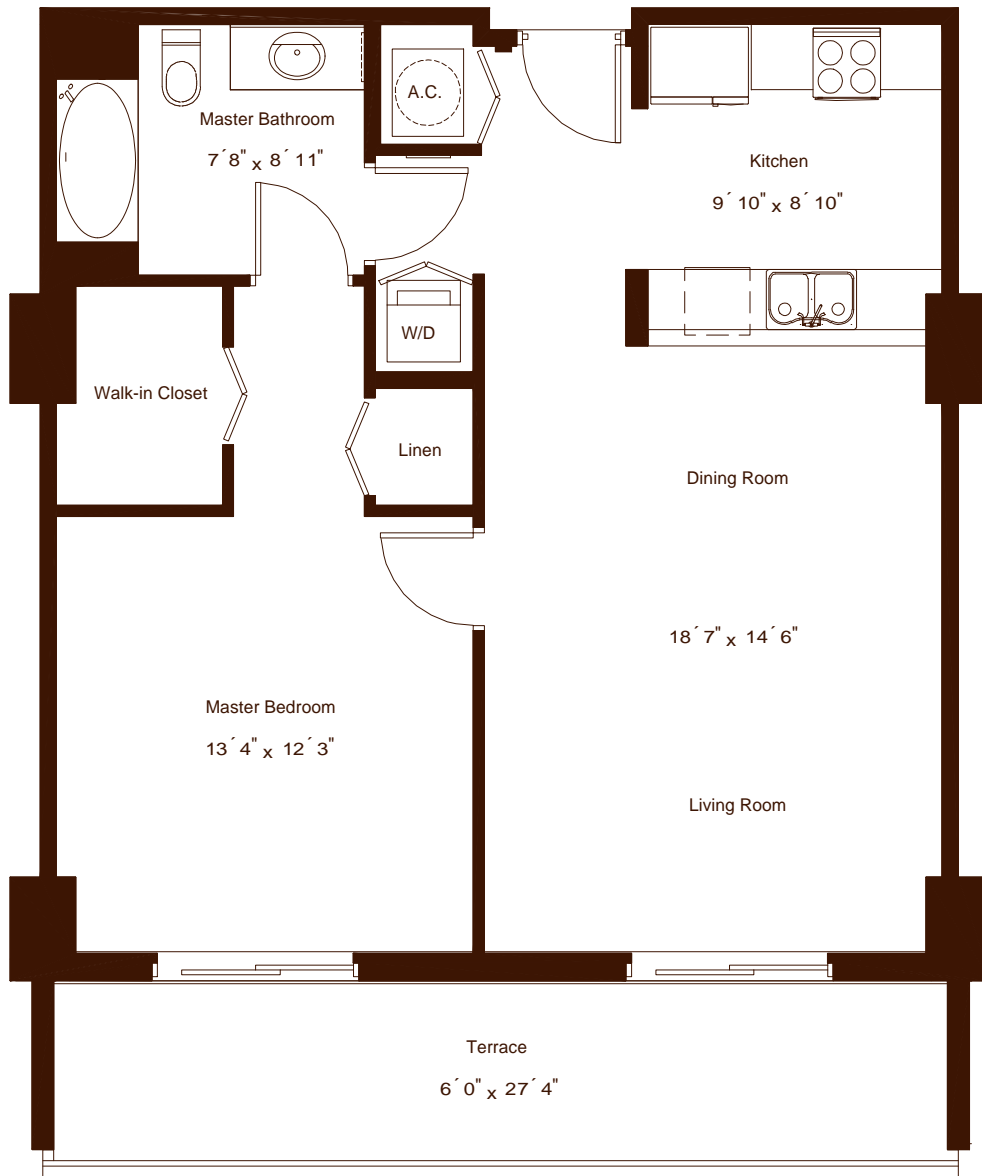 A.C.
Master Bathroom
7´8" x 8´11"
Kitchen
9´10" x 8´10"
W/D
Walk-in Closet
Linen
Dining Room
18´7" x 14´6"
Master Bedroom
13´4" x 12´3"
Living Room
Terrace
6´0" x 27´4"